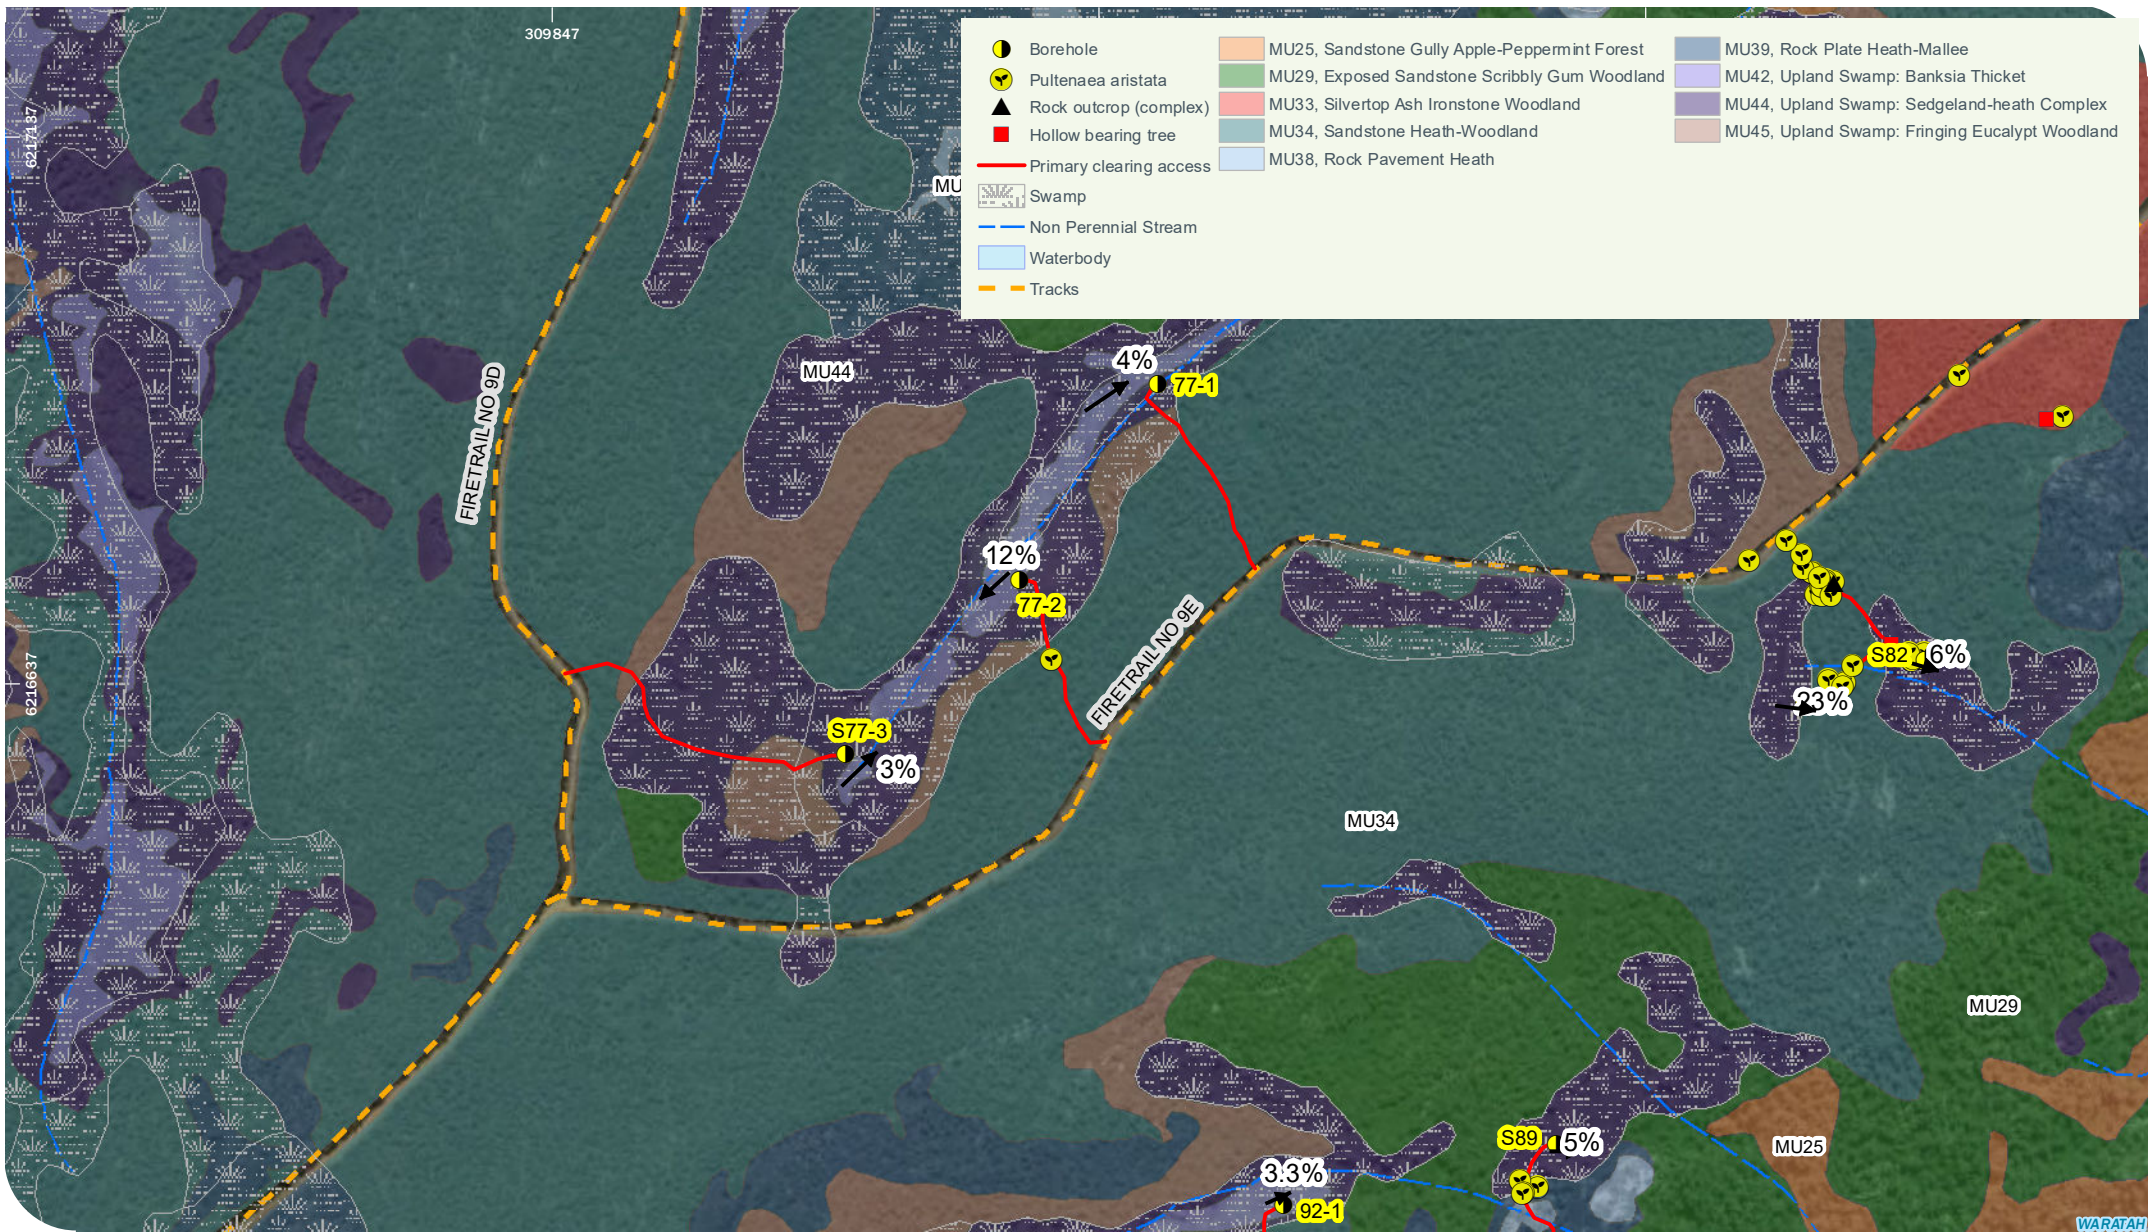 309847
6217137
6216637
Borehole
Pultenaea aristata
Rock outcrop (complex)
Hollow bearing tree
Primary clearing access
Swamp
Non Perennial Stream
Waterbody
Tracks
MU25, Sandstone Gully Apple-Peppermint Forest
MU29, Exposed Sandstone Scribbly Gum Woodland
MU33, Silvertop Ash Ironstone Woodland
MU34, Sandstone Heath-Woodland
MU38, Rock Pavement Heath
MU39, Rock Plate Heath-Mallee
MU42, Upland Swamp: Banksia Thicket
MU44, Upland Swamp: Sedgeland-heath Complex
MU45, Upland Swamp: Fringing Eucalypt Woodland
MU
MU44
4%
77-1
FIRETRAIL NO 9D
12%
77-2
FIRETRAIL NO 9E
S82
6%
23%
S77-3
3%
MU34
MU29
S89
5%
MU25
3.3%
92-1
WARATAH